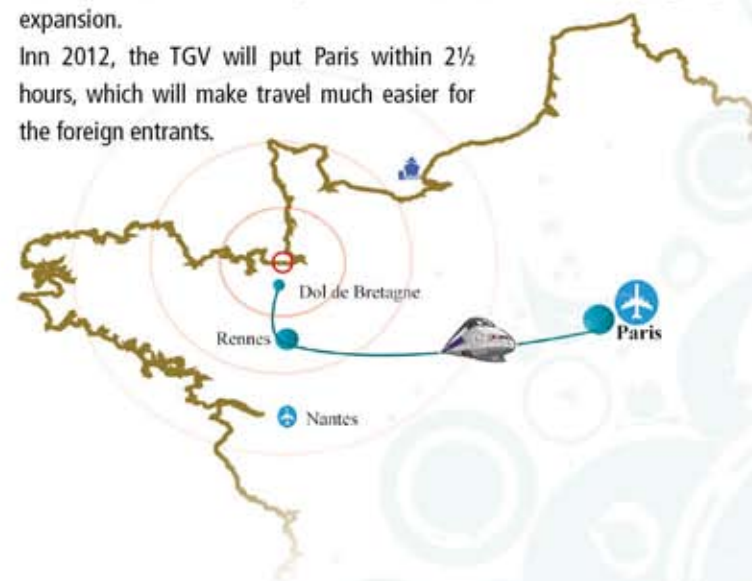 expansion.
Inn 2012, the TGV will put Paris within 2½
hours, which will make travel much easier for
the foreign entrants.
Dol de Bretagne
Rennes
Paris
Nantes